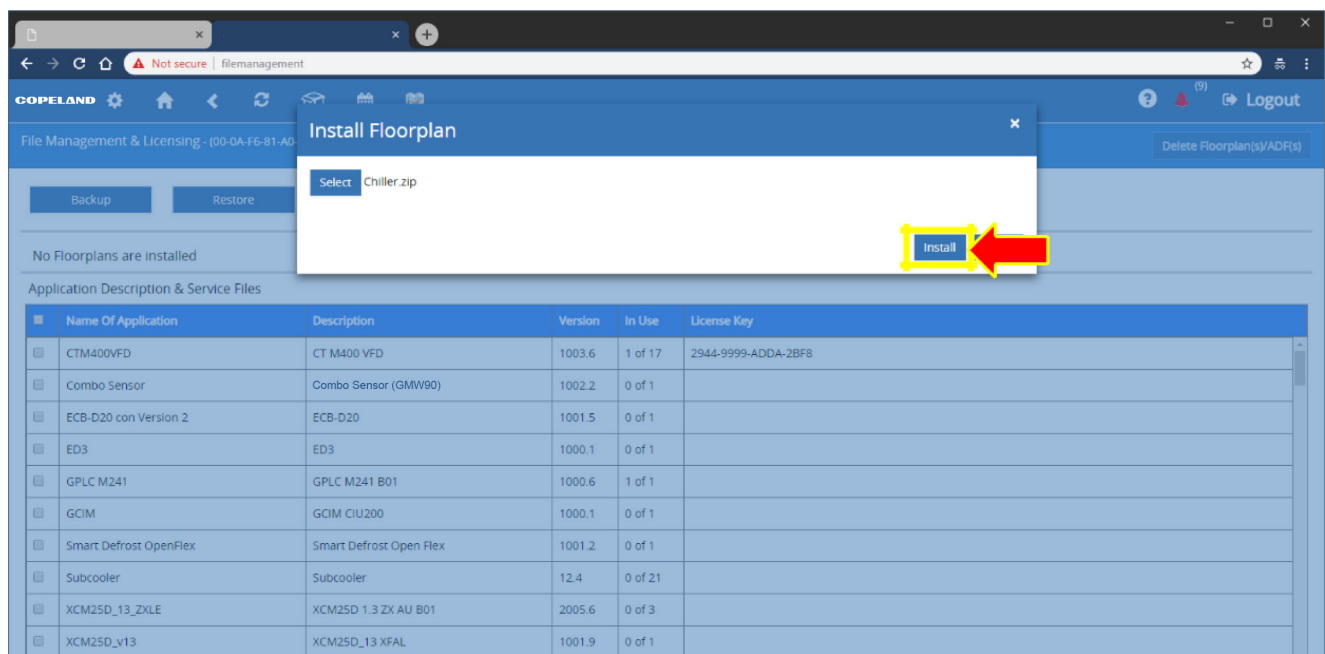 Not secure | filemanagement
COPELAND
(9)
Logout
File Management & Licensing - (00-0A-F6-81-A0-
Delete Floorplan(s)/ADF(s)
Install Floorplan
Select Chiller.zip
Install
Backup Restore
No Floorplans are installed
Application Description & Service Files
Name Of Application Description Version In Use License Key
CTM400VFD CT M400 VFD 1003.6 1 of 17 2944-9999-ADDA-2BF8
Combo Sensor Combo Sensor (GMW90) 1002.2 0 of 1
ECB-D20 con Version 2 ECB-D20 1001.5 0 of 1
ED3 ED3 1000.1 0 of 1
GPLC M241 GPLC M241 B01 1000.6 1 of 1
GCIM GCIM CIU200 1000.1 0 of 1
Smart Defrost OpenFlex Smart Defrost Open Flex 1001.2 0 of 1
Subcooler Subcooler 12.4 0 of 21
XCM25D_13_ZXLE XCM25D 1.3 ZX AU B01 2005.6 0 of 3
XCM25D_v13 XCM25D_13 XFAL 1001.9 0 of 1